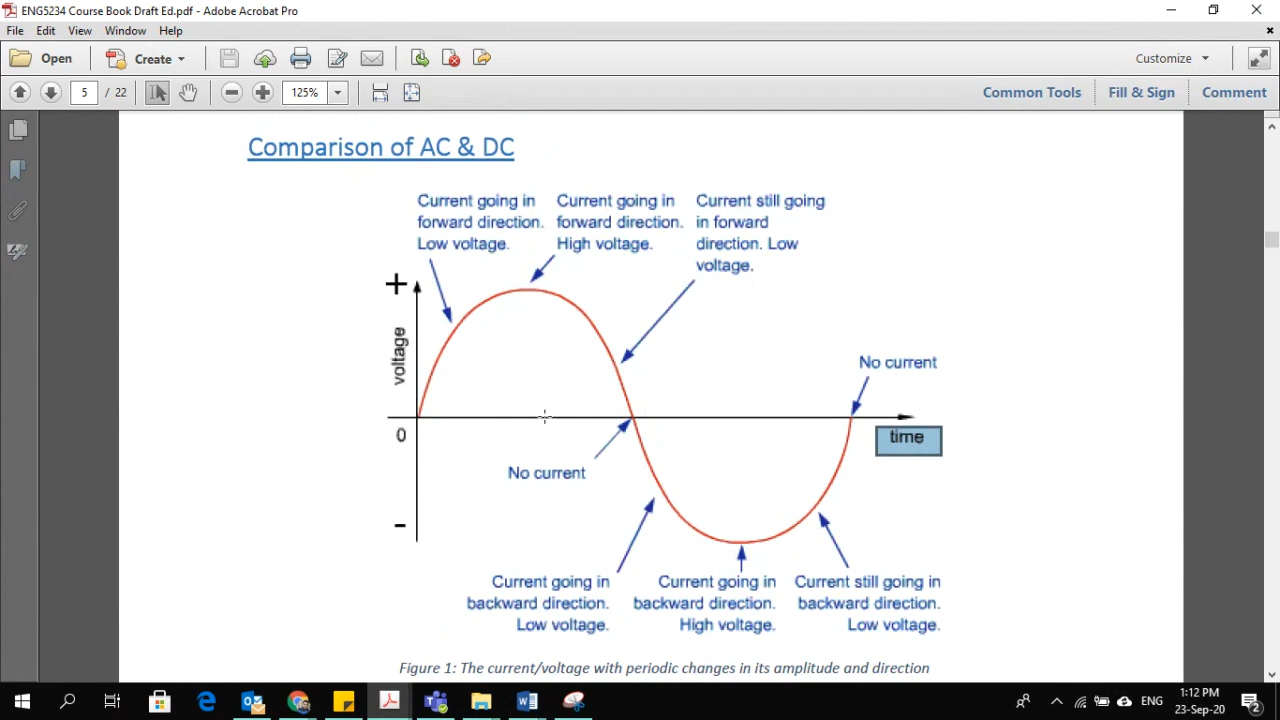 ENG5234 Course Book Draft Ed.pdf - Adobe Acrobat Pro
File Edit View Window Help
Open Create Customize
5 / 22 125% Common Tools Fill & Sign Comment
Comparison of AC & DC
Current going in
forward direction.
Low voltage.
Current going in
forward direction.
High voltage.
Current still going
in forward
direction. Low
voltage.
+
voltage
0
-
No current
time
No current
Current going in
backward direction.
Low voltage.
Current going in
backward direction.
High voltage.
Current still going in
backward direction.
Low voltage.
Figure 1: The current/voltage with periodic changes in its amplitude and direction
ENG
1:12 PM
23-Sep-20
2